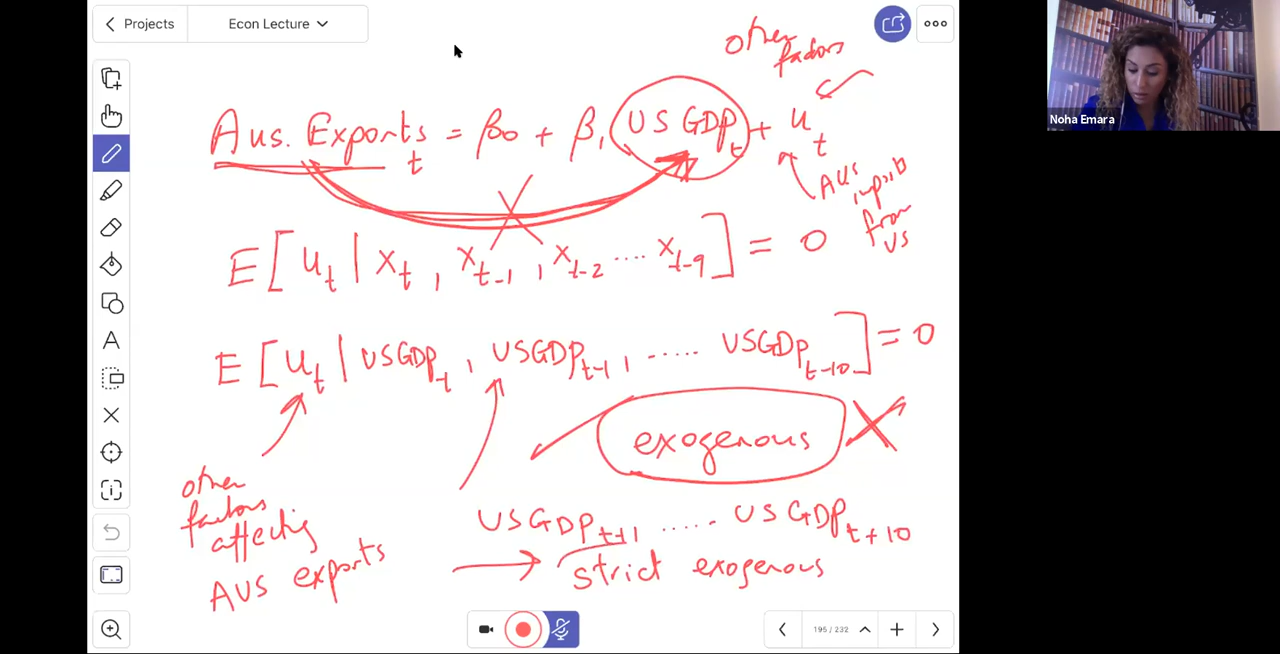 Projects
Econ Lecture
other factors
Aus. Exports_t = β0 + β1 US GDP_t + u_t
Aus imports from US
E[u_t | x_t, x_t-1, x_t-2 .... x_t-9] = 0
E[u_t | USGDP_t, USGDP_t-1, ..... USGDP_t-10] = 0
exogenous
other factors affecting AUS exports
USGDP_t+1 ..... USGDP_t+10
strict exogenous
195 / 232
Noha Emara
A